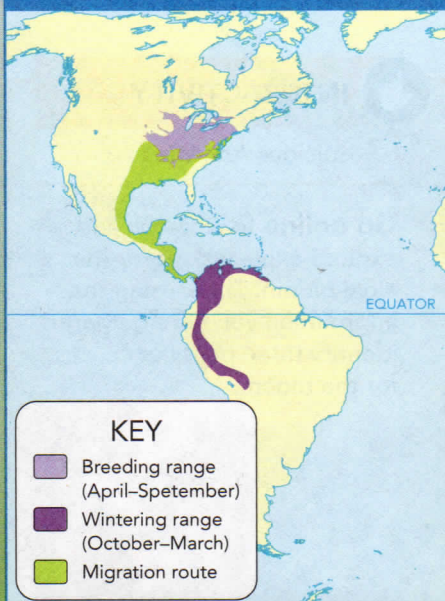 EQUATOR
KEY
Breeding range
(April–Spetember)
Wintering range
(October–March)
Migration route